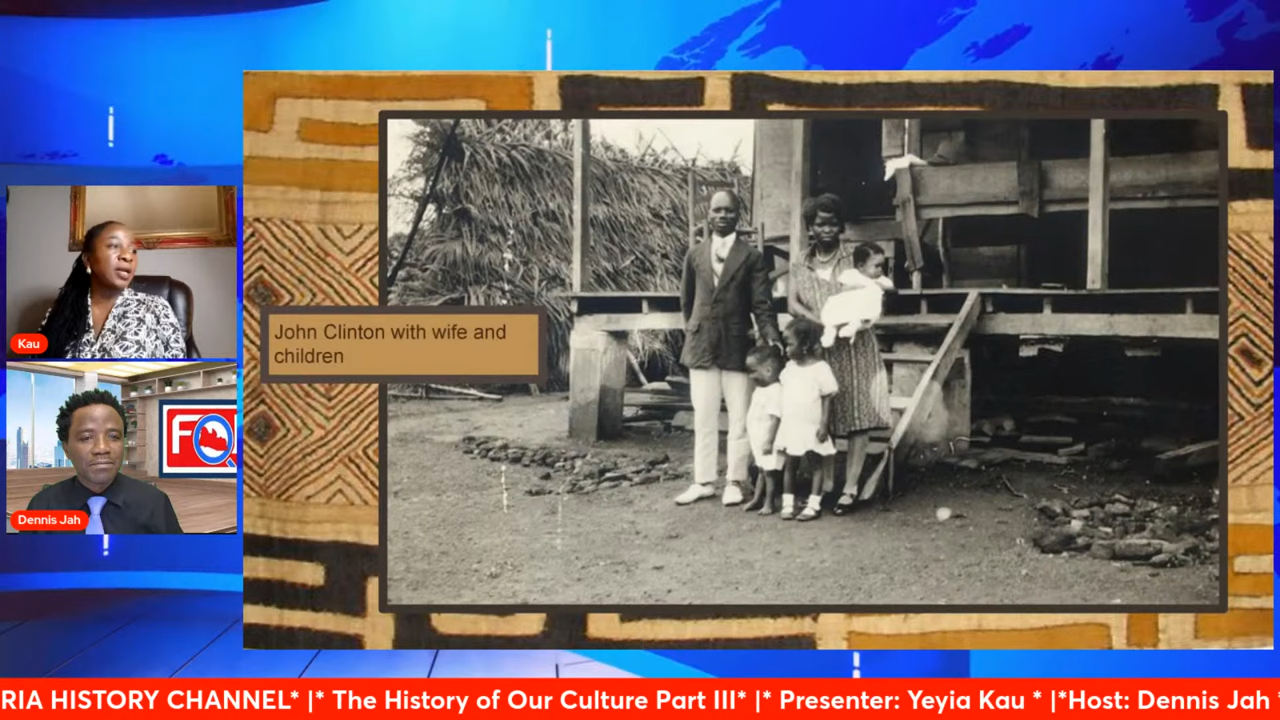 John Clinton with wife and
children
Kau
FQ
Dennis Jah
RIA HISTORY CHANNEL* |* The History of Our Culture Part III* |* Presenter: Yeyia Kau * |*Host: Dennis Jah *